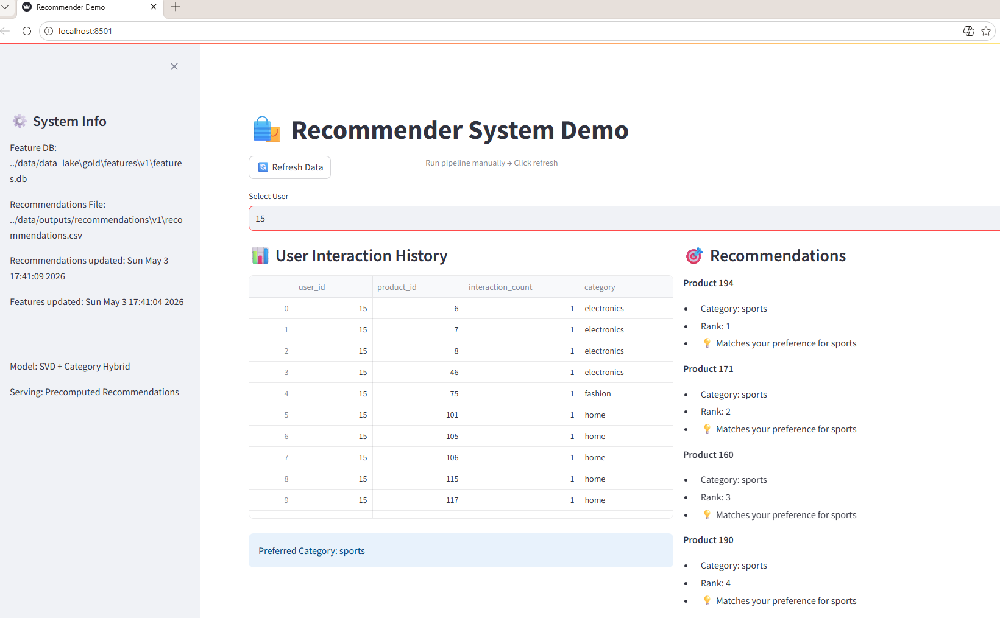 Recommender Demo
localhost:8501
System Info
Feature DB:
../data/data_lake\gold\features\v1\feature
s.db
Recommendations File:
../data/outputs/recommendations\v1\reco
mmendations.csv
Recommendations updated: Sun May 3
17:41:09 2026
Features updated: Sun May 3 17:41:04 2026
Model: SVD + Category Hybrid
Serving: Precomputed Recommendations
Recommender System Demo
Refresh Data
Run pipeline manually → Click refresh
Select User
15
User Interaction History
user_id product_id interaction_count category
0 15 6 1 electronics
1 15 7 1 electronics
2 15 8 1 electronics
3 15 46 1 electronics
4 15 75 1 fashion
5 15 101 1 home
6 15 105 1 home
7 15 106 1 home
8 15 115 1 home
9 15 117 1 home
Preferred Category: sports
Recommendations
Product 194
Category: sports
Rank: 1
Matches your preference for sports
Product 171
Category: sports
Rank: 2
Matches your preference for sports
Product 160
Category: sports
Rank: 3
Matches your preference for sports
Product 190
Category: sports
Rank: 4
Matches your preference for sports